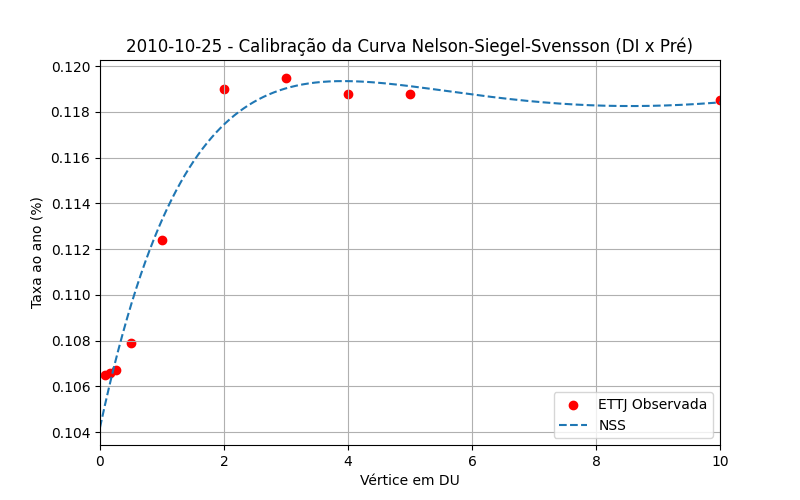 2010-10-25 - Calibração da Curva Nelson-Siegel-Svensson (DI x Pré)
0.120
0.118
0.116
0.114
0.112
0.110
0.108
0.106
0.104
Taxa ao ano (%)
ETTJ Observada
NSS
0 2 4 6 8 10
Vértice em DU